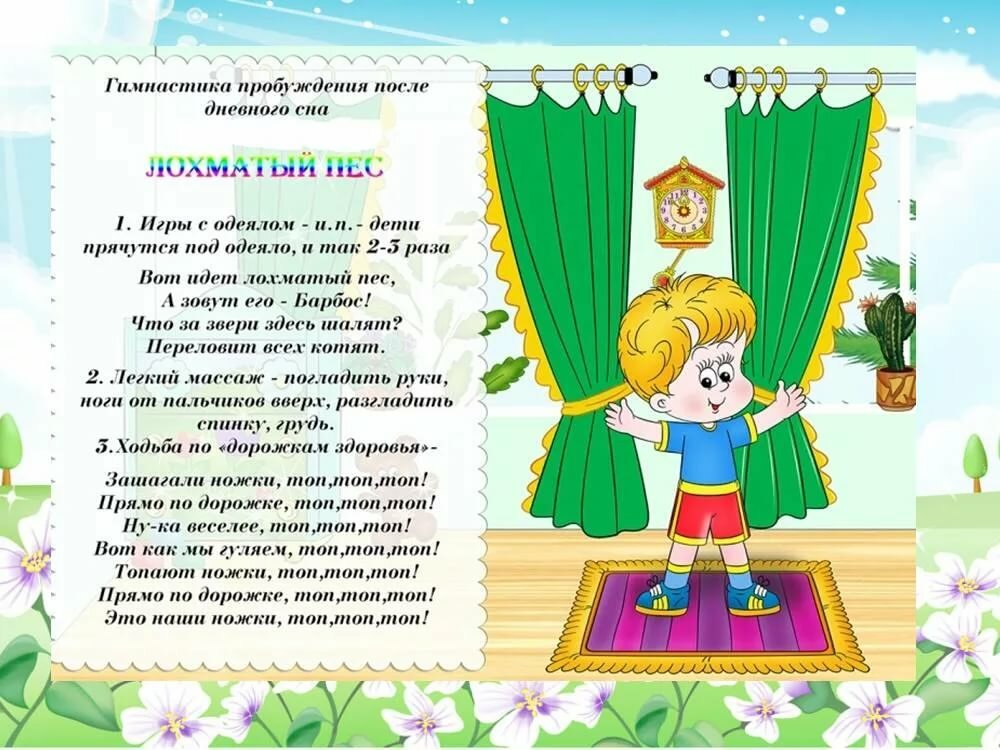 Гимнастика пробуждения после
дневного сна
ЛОХМАТЫЙ ПЕС
1. Игры с одеялом - и.п. - дети
прячутся под одеяло, и так 2-3 раза
Вот идет лохматый пес,
А зовут его - Барбос!
Что за звери здесь шалят?
Переловит всех котят.
2. Легкий массаж - погладить руки,
ноги от пальчиков вверх, разгладить
спинку, грудь.
3.Ходьба по «дорожкам здоровья»-
Зашагали ножки, топ,топ,топ!
Прямо по дорожке, топ,топ,топ!
Ну-ка веселее, топ,топ,топ!
Вот как мы гуляем, топ,топ,топ!
Топают ножки, топ,топ,топ!
Прямо по дорожке, топ,топ,топ!
Это наши ножки, топ,топ,топ!